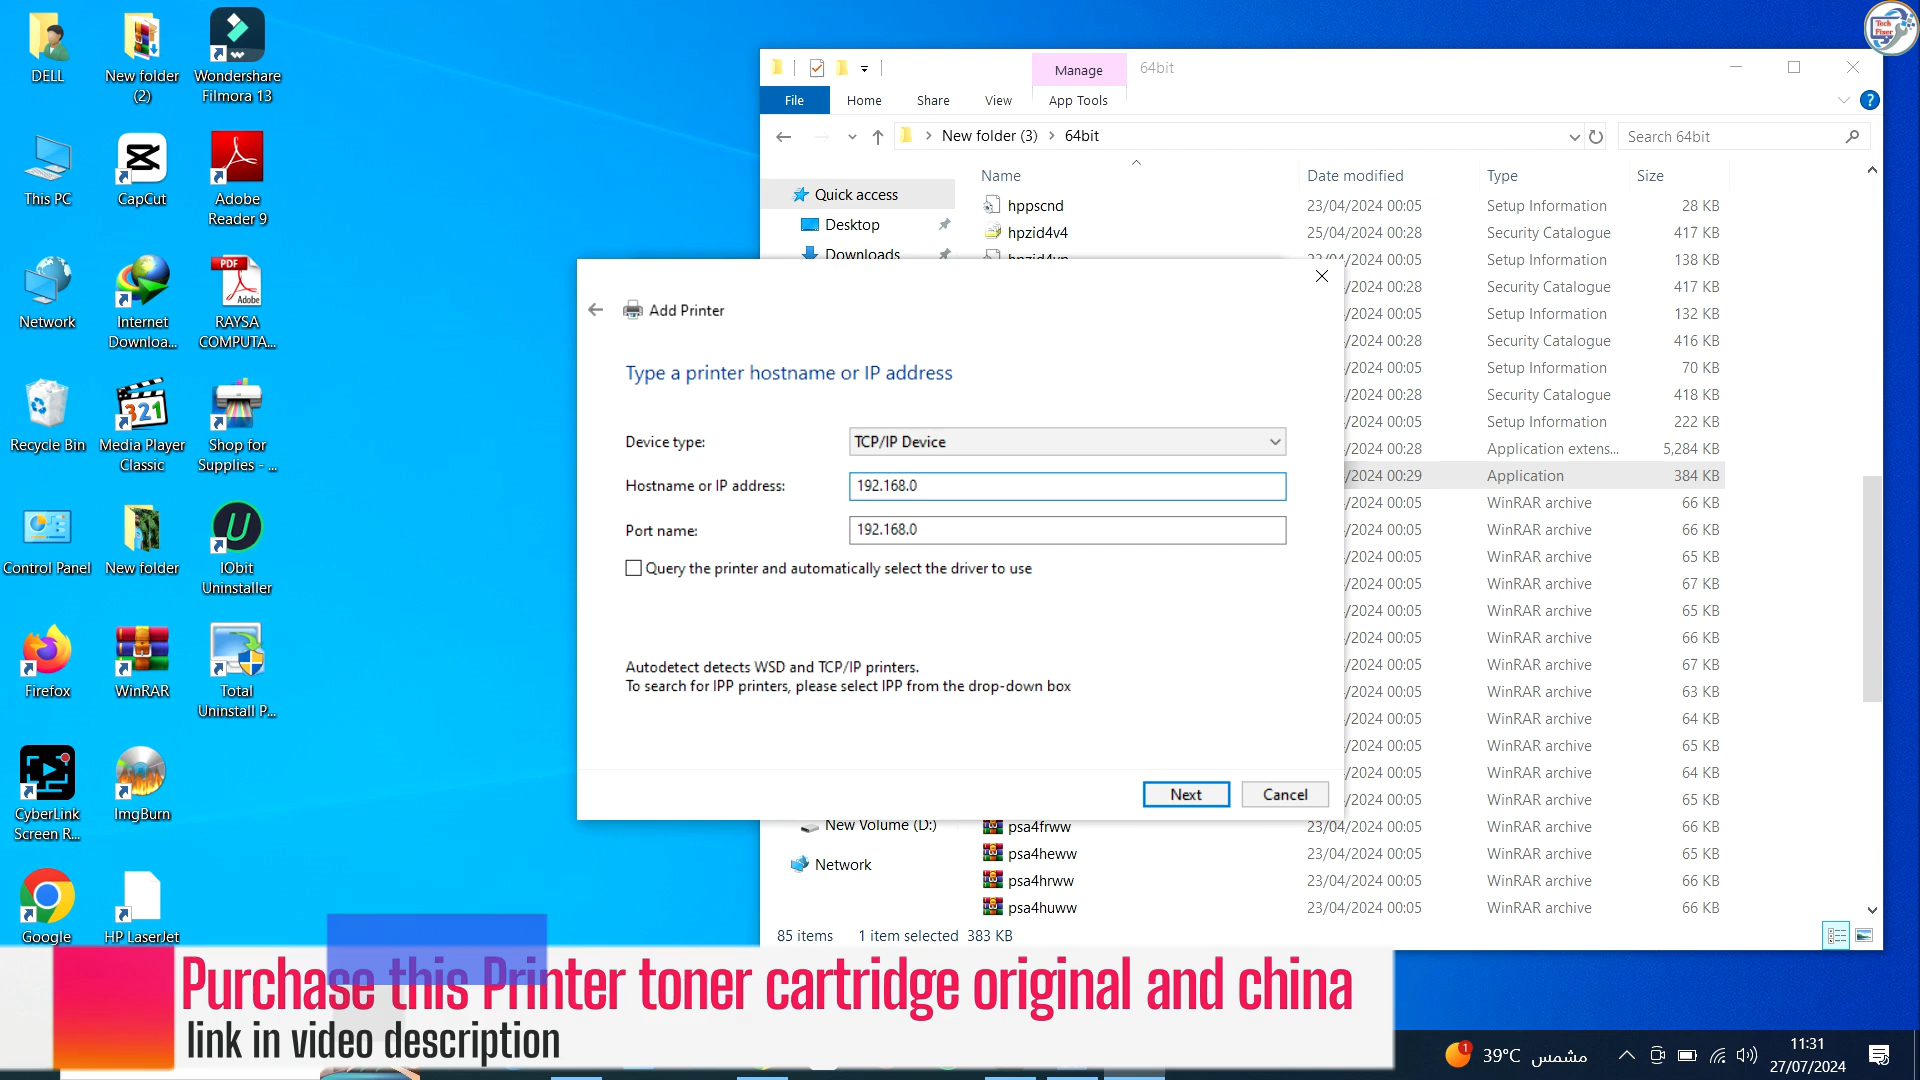 DELL
New folder (2)
Wondershare Filmora 13
This PC
CapCut
Adobe Reader 9
Network
Internet Downloa...
PDF
Adobe
RAYSA COMPUTA...
Recycle Bin
321
Media Player Classic
Shop for Supplies - ...
Control Panel
New folder
IObit Uninstaller
Firefox
WinRAR
Total Uninstall P...
CyberLink Screen R...
ImgBurn
Google
HP LaserJet
Tech Fixer
Manage
64bit
File
Home
Share
View
App Tools
New folder (3) > 64bit
Search 64bit
Quick access
Desktop
Downloads
New Volume (D:)
Network
Name Date modified Type Size
hppscnd 23/04/2024 00:05 Setup Information 28 KB
hpzid4v4 25/04/2024 00:28 Security Catalogue 417 KB
/2024 00:05 Setup Information 138 KB
/2024 00:28 Security Catalogue 417 KB
/2024 00:05 Setup Information 132 KB
/2024 00:28 Security Catalogue 416 KB
/2024 00:05 Setup Information 70 KB
/2024 00:28 Security Catalogue 418 KB
/2024 00:05 Setup Information 222 KB
/2024 00:28 Application extens... 5,284 KB
/2024 00:29 Application 384 KB
/2024 00:05 WinRAR archive 66 KB
/2024 00:05 WinRAR archive 66 KB
/2024 00:05 WinRAR archive 65 KB
/2024 00:05 WinRAR archive 67 KB
/2024 00:05 WinRAR archive 65 KB
/2024 00:05 WinRAR archive 66 KB
/2024 00:05 WinRAR archive 67 KB
/2024 00:05 WinRAR archive 63 KB
/2024 00:05 WinRAR archive 64 KB
/2024 00:05 WinRAR archive 65 KB
/2024 00:05 WinRAR archive 64 KB
/2024 00:05 WinRAR archive 65 KB
psa4frww 23/04/2024 00:05 WinRAR archive 66 KB
psa4heww 23/04/2024 00:05 WinRAR archive 65 KB
psa4hrww 23/04/2024 00:05 WinRAR archive 66 KB
psa4huww 23/04/2024 00:05 WinRAR archive 66 KB
85 items 1 item selected 383 KB
Add Printer
Type a printer hostname or IP address
Device type: TCP/IP Device
Hostname or IP address: 192.168.0
Port name: 192.168.0
Query the printer and automatically select the driver to use
Autodetect detects WSD and TCP/IP printers.
To search for IPP printers, please select IPP from the drop-down box
Next
Cancel
Purchase this Printer toner cartridge original and china
link in video description
1
39°C مشمس
11:31
27/07/2024